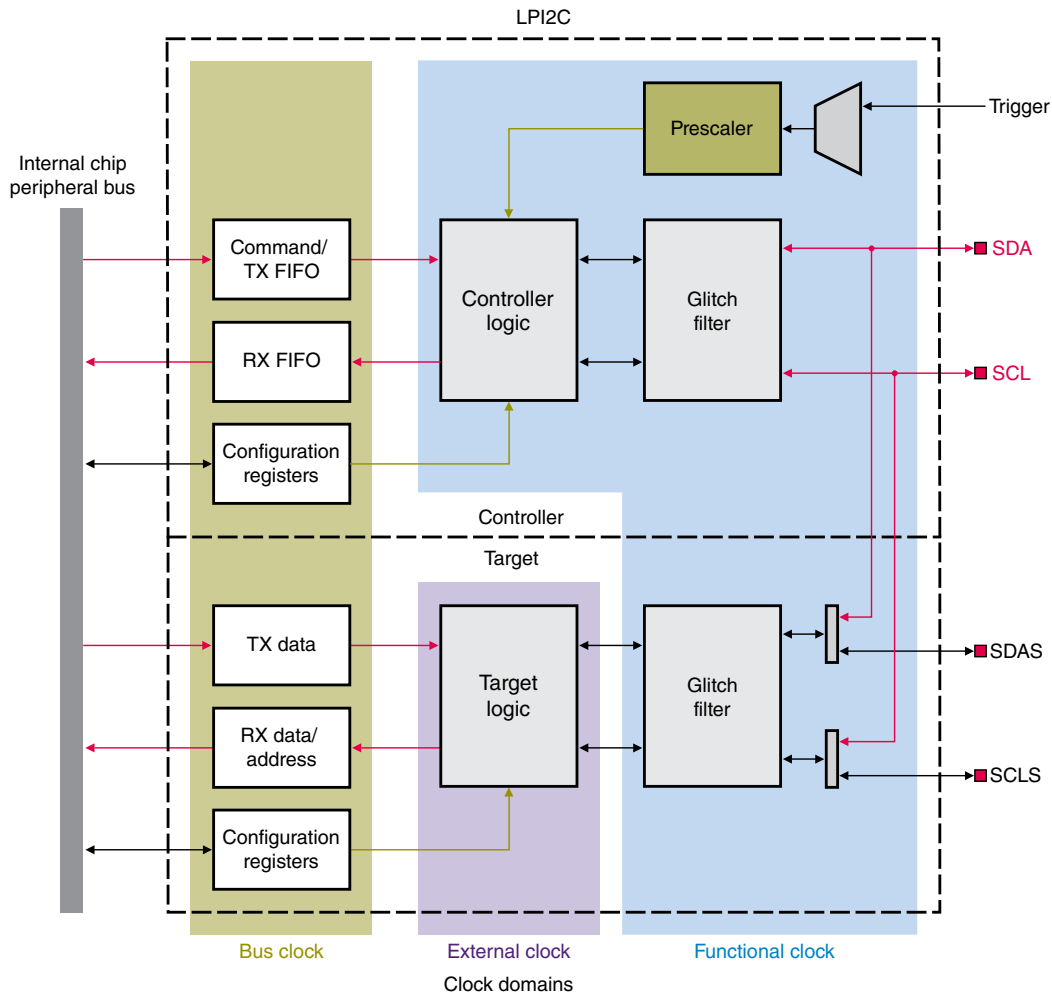 LPI2C
Trigger
Prescaler
Internal chip
peripheral bus
Command/
TX FIFO
Controller
logic
Glitch
filter
SDA
RX FIFO
SCL
Configuration
registers
Controller
Target
TX data
Target
logic
Glitch
filter
SDAS
RX data/
address
SCLS
Configuration
registers
Bus clock
External clock
Functional clock
Clock domains